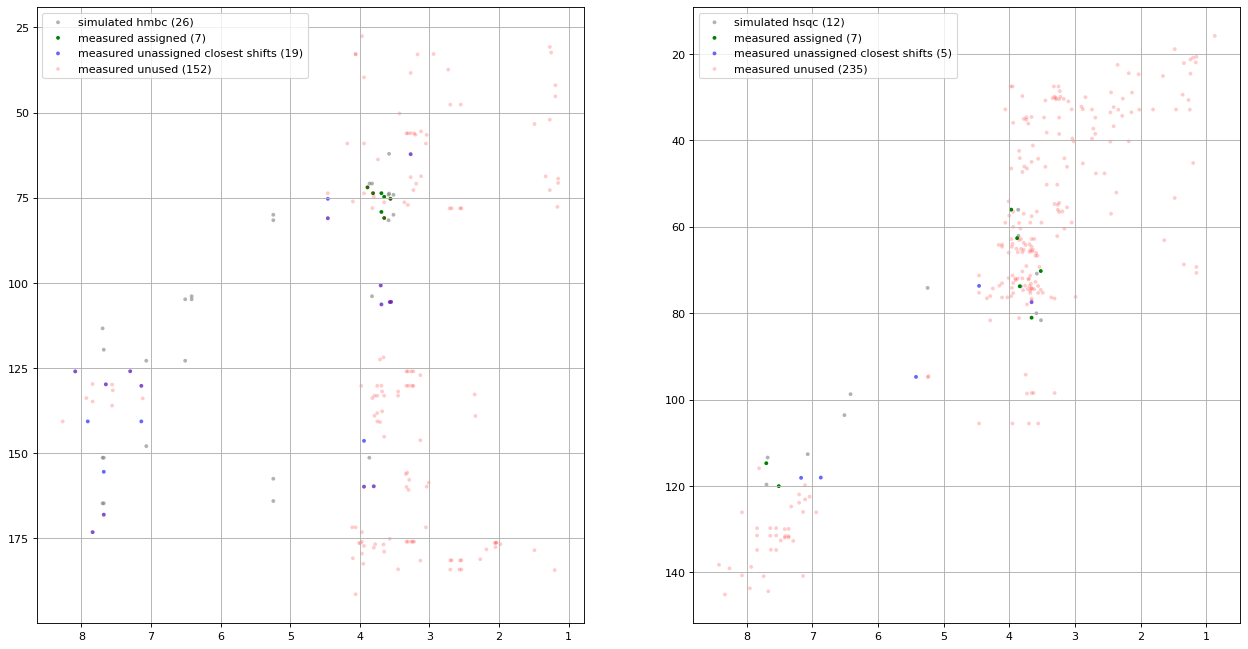 simulated hmbc (26)
measured assigned (7)
measured unassigned closest shifts (19)
measured unused (152)
25
50
75
100
125
150
175
8 7 6 5 4 3 2 1
simulated hsqc (12)
measured assigned (7)
measured unassigned closest shifts (5)
measured unused (235)
20
40
60
80
100
120
140
8 7 6 5 4 3 2 1